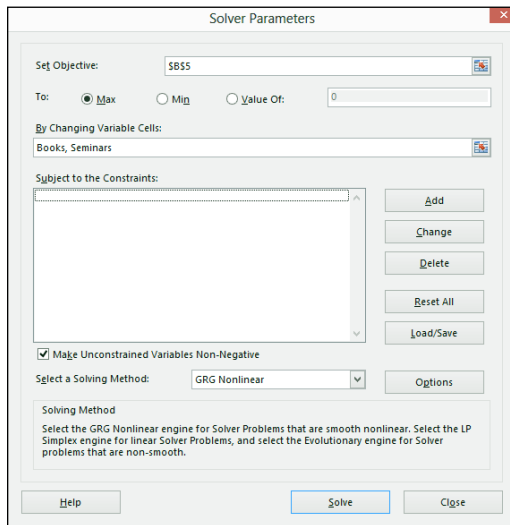 Solver Parameters
Set Objective:
$B$5
To:
Max
Min
Value Of:
0
By Changing Variable Cells:
Books, Seminars
Subject to the Constraints:
Add
Change
Delete
Reset All
Load/Save
Make Unconstrained Variables Non-Negative
Select a Solving Method:
GRG Nonlinear
Options
Solving Method
Select the GRG Nonlinear engine for Solver Problems that are smooth nonlinear. Select the LP
Simplex engine for linear Solver Problems, and select the Evolutionary engine for Solver
problems that are non-smooth.
Help
Solve
Close